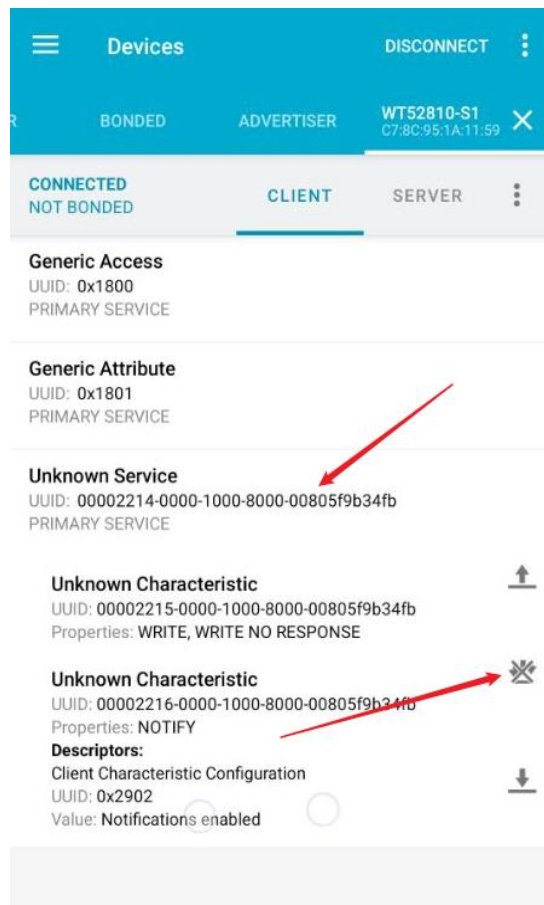 Devices
DISCONNECT
R
BONDED
ADVERTISER
WT52810-S1
C7:8C:95:1A:11:59
CONNECTED
NOT BONDED
CLIENT
SERVER
Generic Access
UUID: 0x1800
PRIMARY SERVICE
Generic Attribute
UUID: 0x1801
PRIMARY SERVICE
Unknown Service
UUID: 00002214-0000-1000-8000-00805f9b34fb
PRIMARY SERVICE
Unknown Characteristic
UUID: 00002215-0000-1000-8000-00805f9b34fb
Properties: WRITE, WRITE NO RESPONSE
Unknown Characteristic
UUID: 00002216-0000-1000-8000-00805f9b34fb
Properties: NOTIFY
Descriptors:
Client Characteristic Configuration
UUID: 0x2902
Value: Notifications enabled